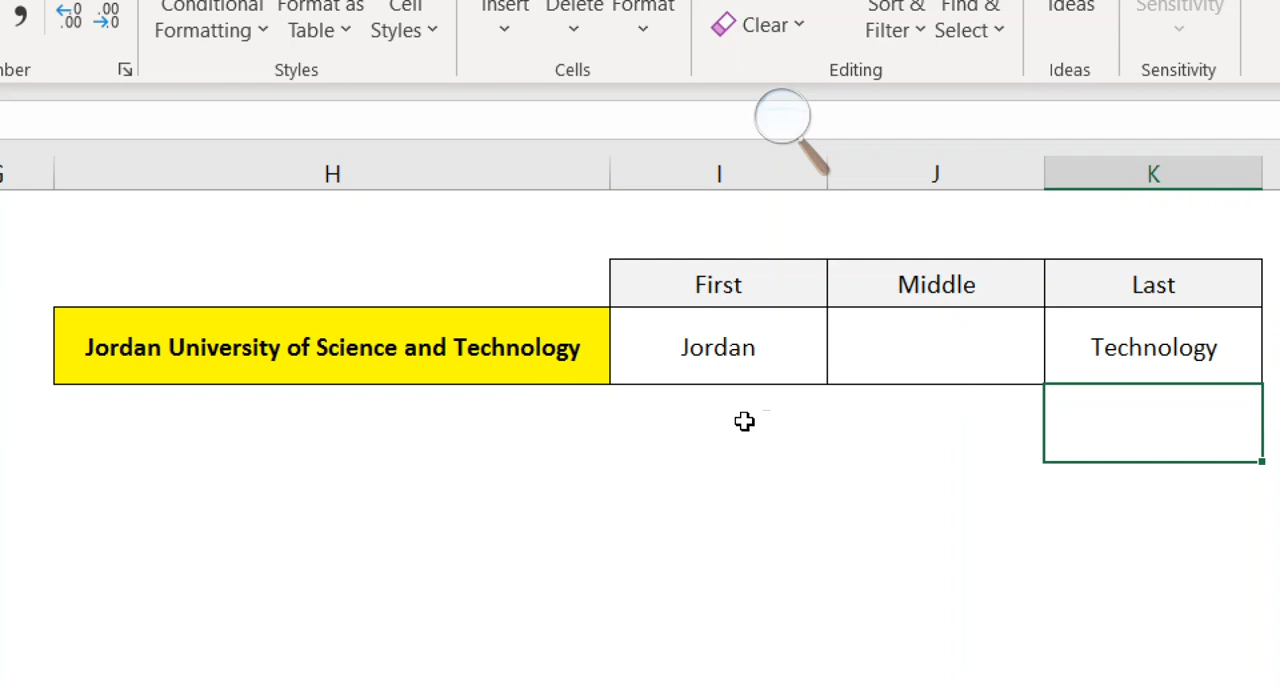 Conditional Format as Cell Insert Delete Format Sort & Find & Ideas Sensitivity
Formatting Table Styles Clear Filter Select
Styles Cells Editing Ideas Sensitivity
H I J K
First Middle Last
Jordan University of Science and Technology Jordan Technology